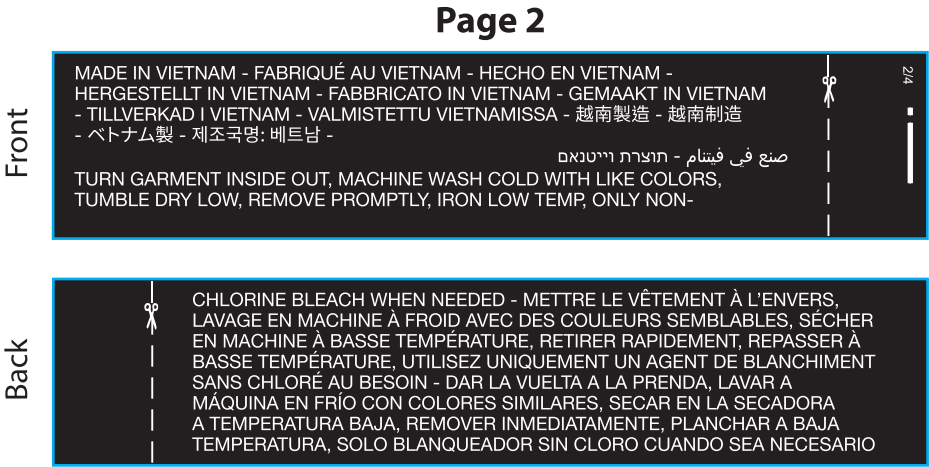 Page 2
Front
MADE IN VIETNAM - FABRIQUÉ AU VIETNAM - HECHO EN VIETNAM -
HERGESTELLT IN VIETNAM - FABBRICATO IN VIETNAM - GEMAAKT IN VIETNAM
- TILLVERKAD I VIETNAM - VALMISTETTU VIETNAMISSA - 越南製造 - 越南制造
- ベトナム製 - 제조국명: 베트남 -
صنع في فيتنام - תוצרת וייטנאם
TURN GARMENT INSIDE OUT, MACHINE WASH COLD WITH LIKE COLORS,
TUMBLE DRY LOW, REMOVE PROMPTLY, IRON LOW TEMP, ONLY NON-
2/4
Back
CHLORINE BLEACH WHEN NEEDED - METTRE LE VÊTEMENT À L’ENVERS,
LAVAGE EN MACHINE À FROID AVEC DES COULEURS SEMBLABLES, SÉCHER
EN MACHINE À BASSE TEMPÉRATURE, RETIRER RAPIDEMENT, REPASSER À
BASSE TEMPÉRATURE, UTILISEZ UNIQUEMENT UN AGENT DE BLANCHIMENT
SANS CHLORÉ AU BESOIN - DAR LA VUELTA A LA PRENDA, LAVAR A
MÁQUINA EN FRÍO CON COLORES SIMILARES, SECAR EN LA SECADORA
A TEMPERATURA BAJA, REMOVER INMEDIATAMENTE, PLANCHAR A BAJA
TEMPERATURA, SOLO BLANQUEADOR SIN CLORO CUANDO SEA NECESARIO